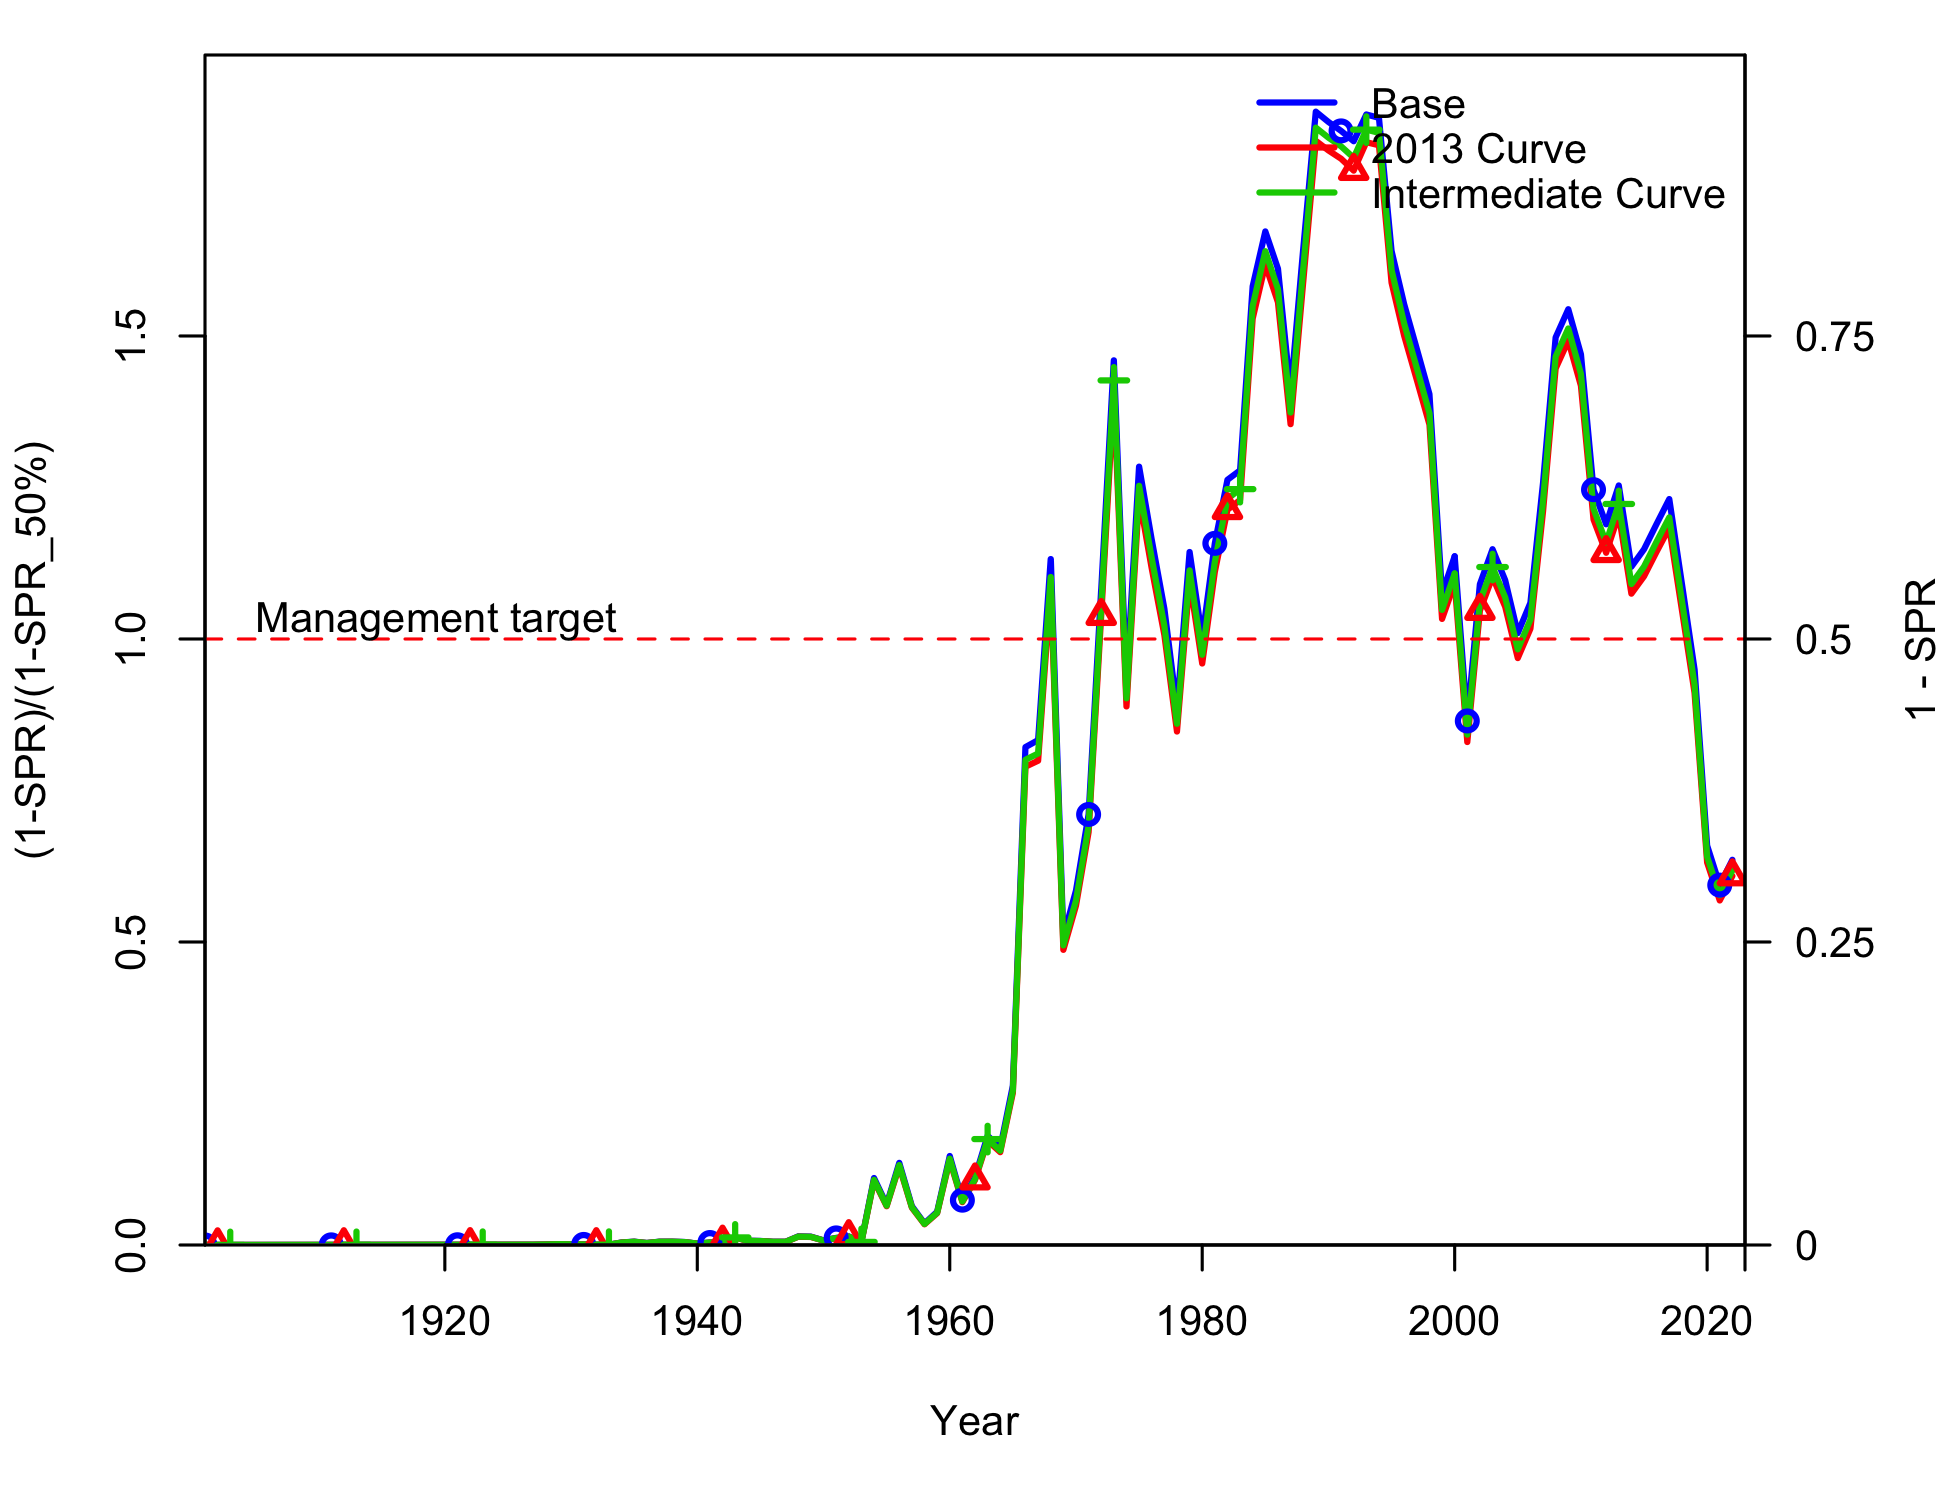 Base
2013 Curve
Intermediate Curve
Management target
(1-SPR)/(1-SPR_50%)
0.0
0.5
1.0
1.5
1 - SPR
0
0.25
0.5
0.75
1920
1940
1960
1980
2000
2020
Year